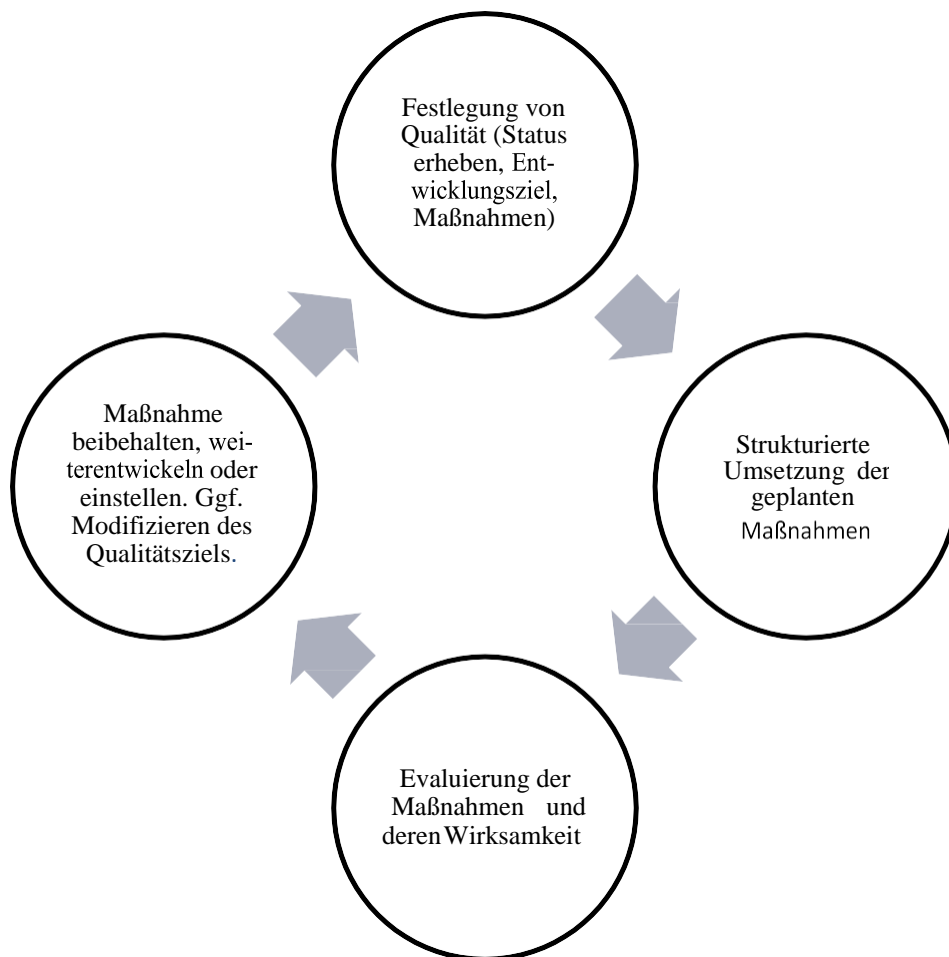 Festlegung von
Qualität (Status
erheben, Ent-
wicklungsziel,
Maßnahmen)
Maßnahme
beibehalten, wei-
terentwickeln oder
einstellen. Ggf.
Modifizieren des
Qualitätsziels.
Strukturierte
Umsetzung der
geplanten
Maßnahmen
Evaluierung der
Maßnahmen und
deren Wirksamkeit